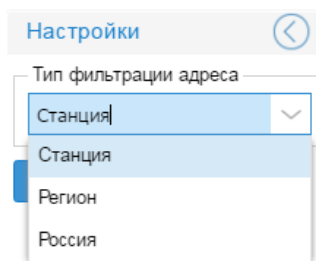 Настройки
Тип фильтрации адреса
Станция
Станция
Регион
Россия